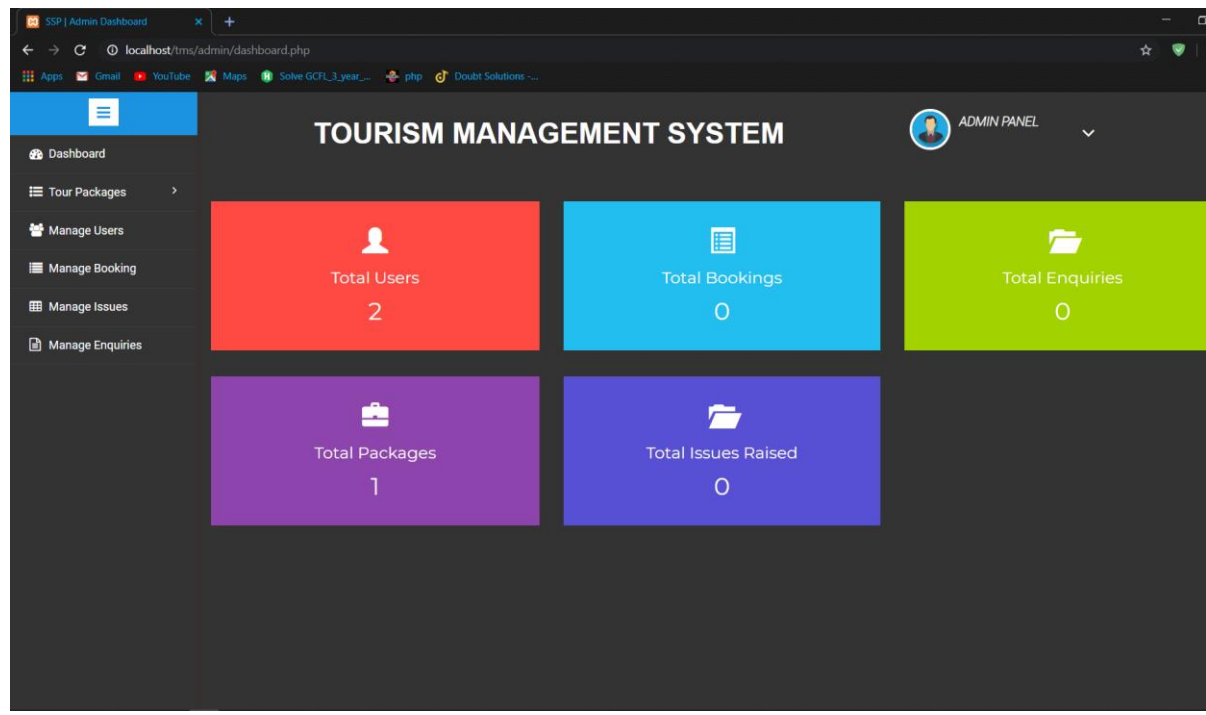 SSP | Admin Dashboard
localhost/tms/admin/dashboard.php
Apps Gmail YouTube Maps Solve GCFL_3_year_... php Doubt Solutions -...
TOURISM MANAGEMENT SYSTEM
ADMIN PANEL
Dashboard
Tour Packages
Manage Users
Manage Booking
Manage Issues
Manage Enquiries
Total Users
2
Total Bookings
0
Total Enquiries
0
Total Packages
1
Total Issues Raised
0